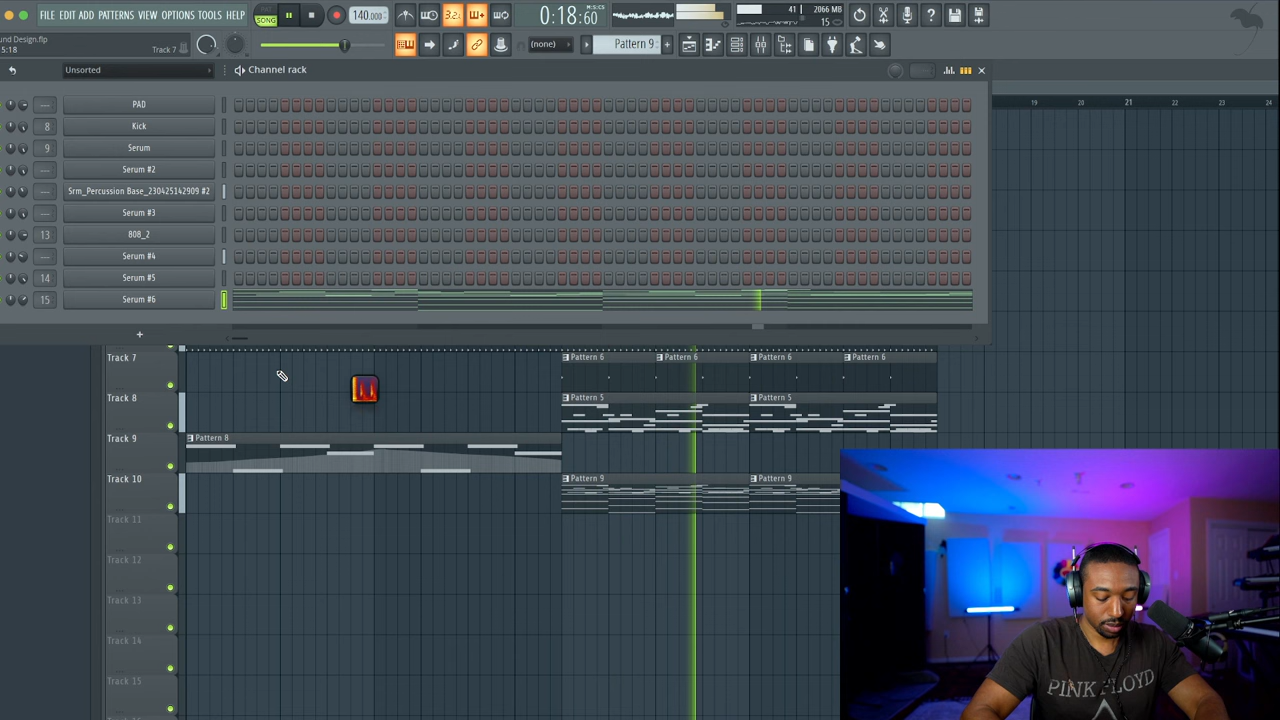 FILE EDIT ADD PATTERNS VIEW OPTIONS TOOLS HELP
SONG
140.000
3.2.
0:18:60
M:S:CS
41
2066 MB
15
und Design.flp
5:18
Track 7
(none)
Pattern 9
Unsorted
Channel rack
PAD
8 Kick
9 Serum
Serum #2
Srm_Percussion Base_230425142909 #2
Serum #3
13 808_2
Serum #4
14 Serum #5
15 Serum #6
19 20 21 22 23 24
Track 7
Pattern 6 Pattern 6 Pattern 6 Pattern 6
Track 8
Pattern 5 Pattern 5
Track 9
Pattern 8
Track 10
Pattern 9 Pattern 9
Track 11
Track 12
Track 13
Track 14
Track 15
PINK FLOYD